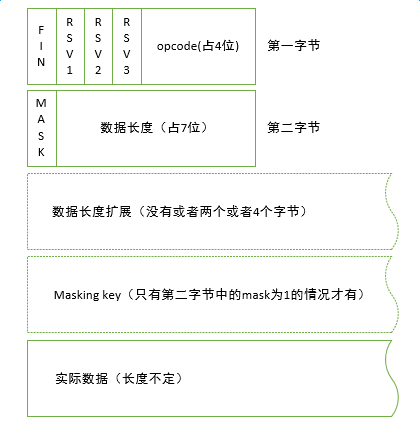 FIN RSV1 RSV2 RSV3 opcode(占4位) 第一字节
MASK 数据长度（占7位） 第二字节
数据长度扩展（没有或者两个或者4个字节）
Masking key（只有第二字节中的mask为1的情况才有）
实际数据（长度不定）